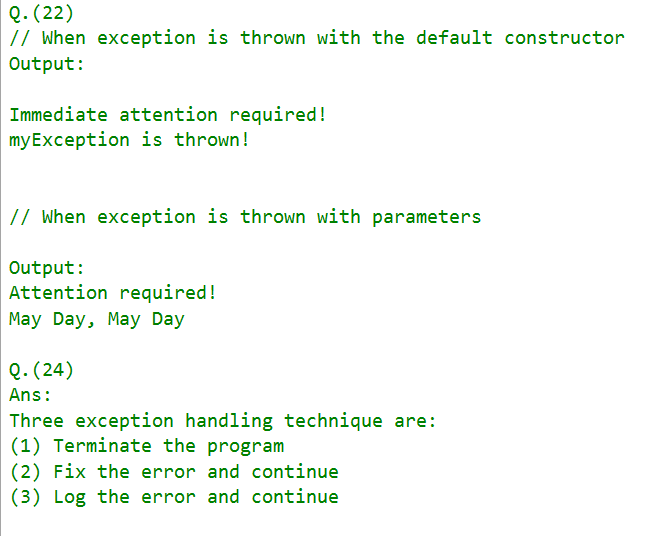 Q.(22)
// When exception is thrown with the default constructor
Output:
Immediate attention required!
myException is thrown!
// When exception is thrown with parameters
Output:
Attention required!
May Day, May Day
Q.(24)
Ans:
Three exception handling technique are:
(1) Terminate the program
(2) Fix the error and continue
(3) Log the error and continue